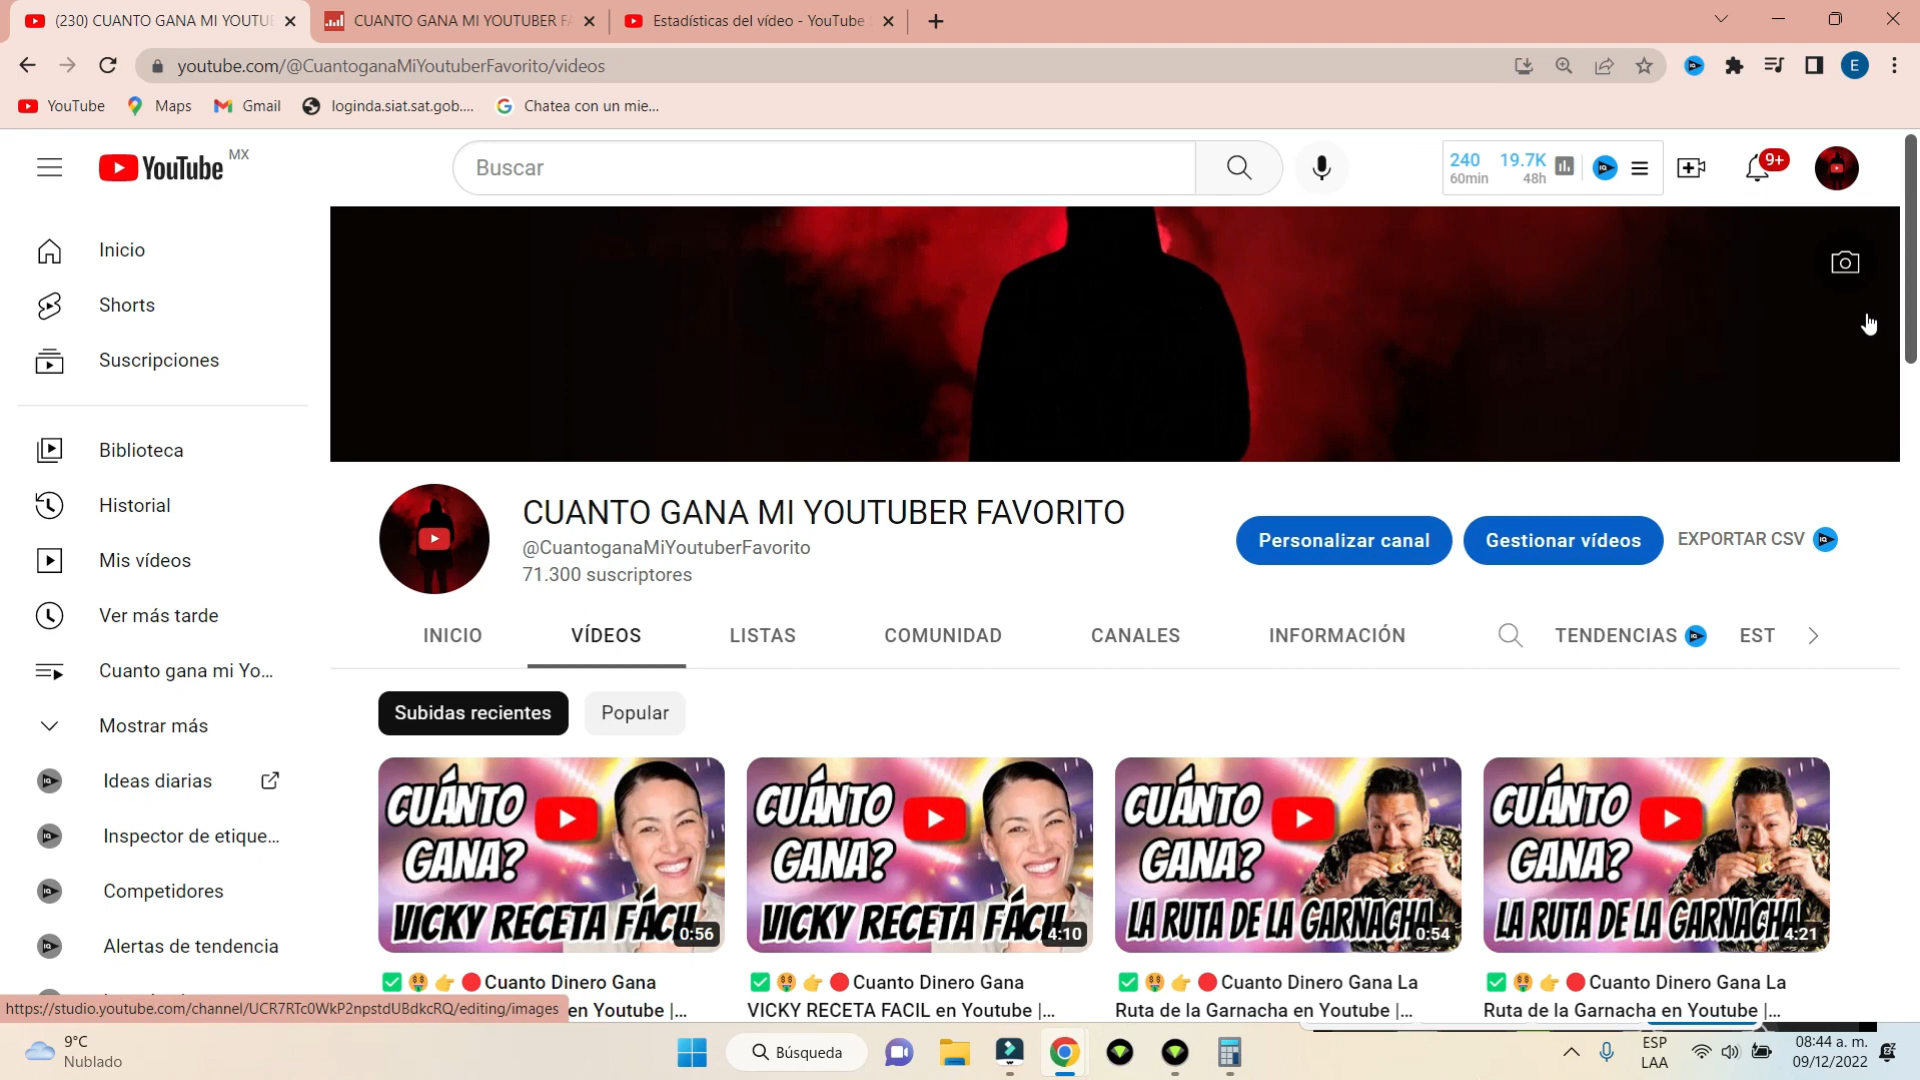 (230) CUANTO GANA MI YOUTU
CUANTO GANA MI YOUTUBER F
Estadísticas del vídeo - YouTube
youtube.com/@CuantoganaMiYoutuberFavorito/videos
E
YouTube
Maps
Gmail
loginda.siat.sat.gob....
Chatea con un mie...
YouTube MX
Buscar
240 19.7K
60min 48h
9+
Inicio
Shorts
Suscripciones
Biblioteca
Historial
Mis vídeos
Ver más tarde
Cuanto gana mi Yo...
Mostrar más
Ideas diarias
Inspector de etique...
Competidores
Alertas de tendencia
CUANTO GANA MI YOUTUBER FAVORITO
@CuantoganaMiYoutuberFavorito
71.300 suscriptores
Personalizar canal
Gestionar vídeos
EXPORTAR CSV
INICIO
VÍDEOS
LISTAS
COMUNIDAD
CANALES
INFORMACIÓN
TENDENCIAS
EST
Subidas recientes
Popular
CUÁNTO
GANA?
VICKY RECETA FÁCIL
0:56
CUÁNTO
GANA?
VICKY RECETA FÁCIL
4:10
CUÁNTO
GANA?
LA RUTA DE LA GARNACHA
0:54
CUÁNTO
GANA?
LA RUTA DE LA GARNACHA
4:21
Cuanto Dinero Gana
en Youtube |...
Cuanto Dinero Gana
VICKY RECETA FACIL en Youtube |...
Cuanto Dinero Gana La
Ruta de la Garnacha en Youtube |...
Cuanto Dinero Gana La
Ruta de la Garnacha en Youtube |...
https://studio.youtube.com/channel/UCR7RTc0WkP2npstdUBdkcRQ/editing/images
9°C
Nublado
Búsqueda
ESP
LAA
08:44 a. m.
09/12/2022